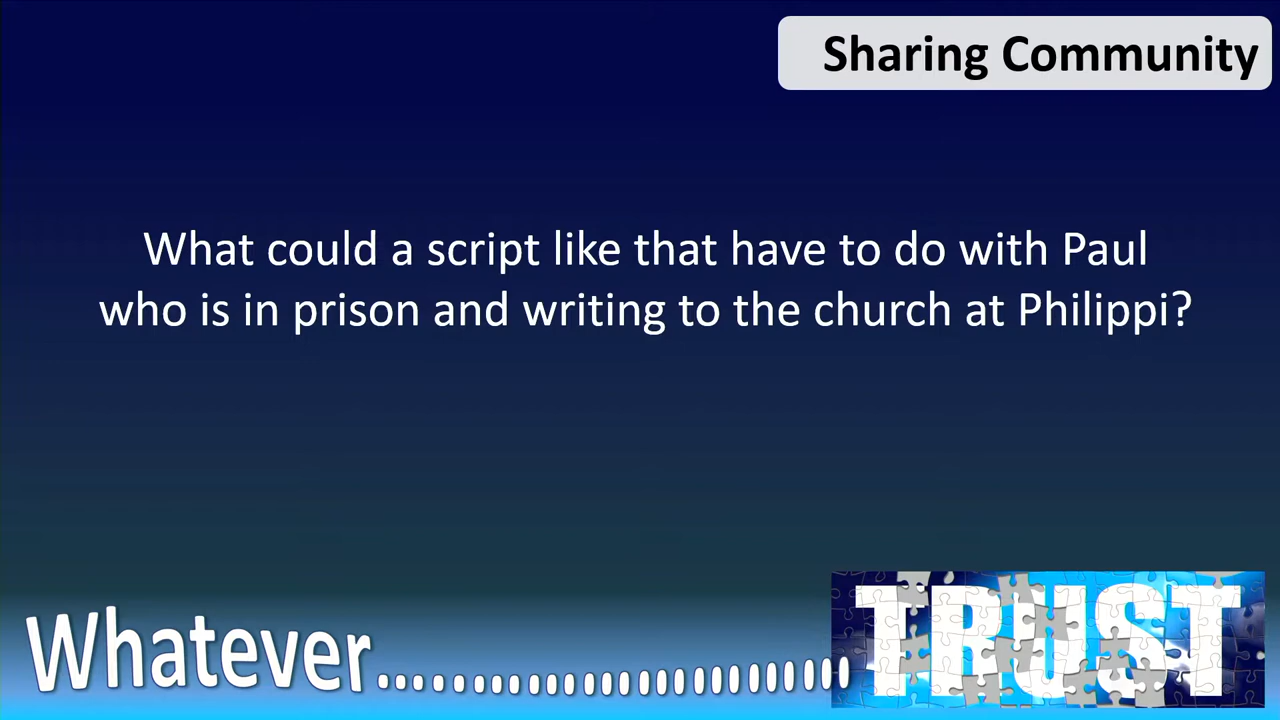 Sharing Community
What could a script like that have to do with Paul
who is in prison and writing to the church at Philippi?
Whatever.............................
TRUST